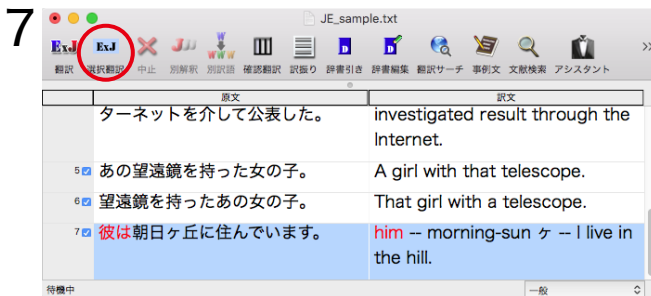 7
JE_sample.txt
ExJ ExJ JJ W WWW D D
翻訳 選択翻訳 中止 別解釈 別訳語 確認翻訳 訳振り 辞書引き 辞書編集 翻訳サーチ 事例文 文献検索 アシスタント
原文 訳文
ターネットを介して公表した。 investigated result through the
Internet.
5 あの望遠鏡を持った女の子。 A girl with that telescope.
6 望遠鏡を持ったあの女の子。 That girl with a telescope.
7 彼は朝日ヶ丘に住んでいます。 him -- morning-sun ヶ -- I live in
the hill.
待機中 一般